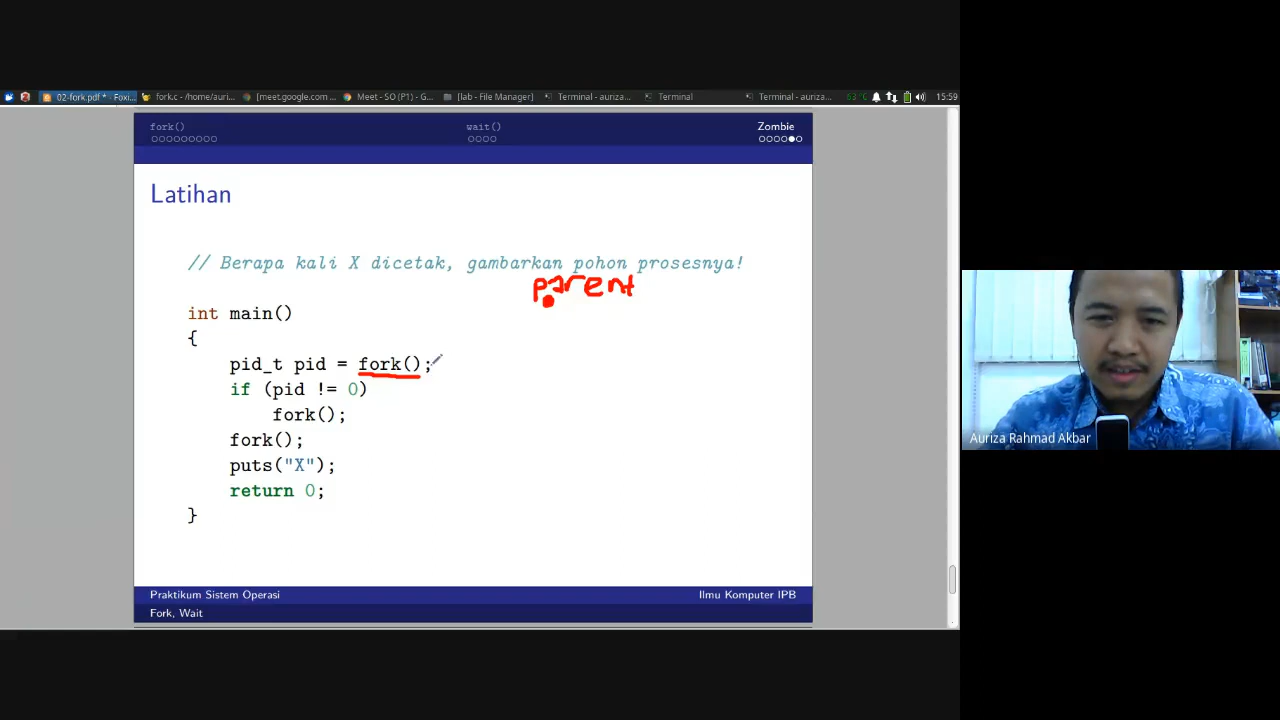 02-fork.pdf * - Foxi... fork.c - /home/auri... [meet.google.com ... Meet - SO (P1) - G... [lab - File Manager] Terminal - auriza... Terminal Terminal - auriza... 63°C 15:59
fork() wait() Zombie
Latihan
// Berapa kali X dicetak, gambarkan pohon prosesnya!
parent
int main()
{
pid_t pid = fork();
if (pid != 0)
fork();
fork();
puts("X");
return 0;
}
Auriza Rahmad Akbar
Praktikum Sistem Operasi Ilmu Komputer IPB
Fork, Wait